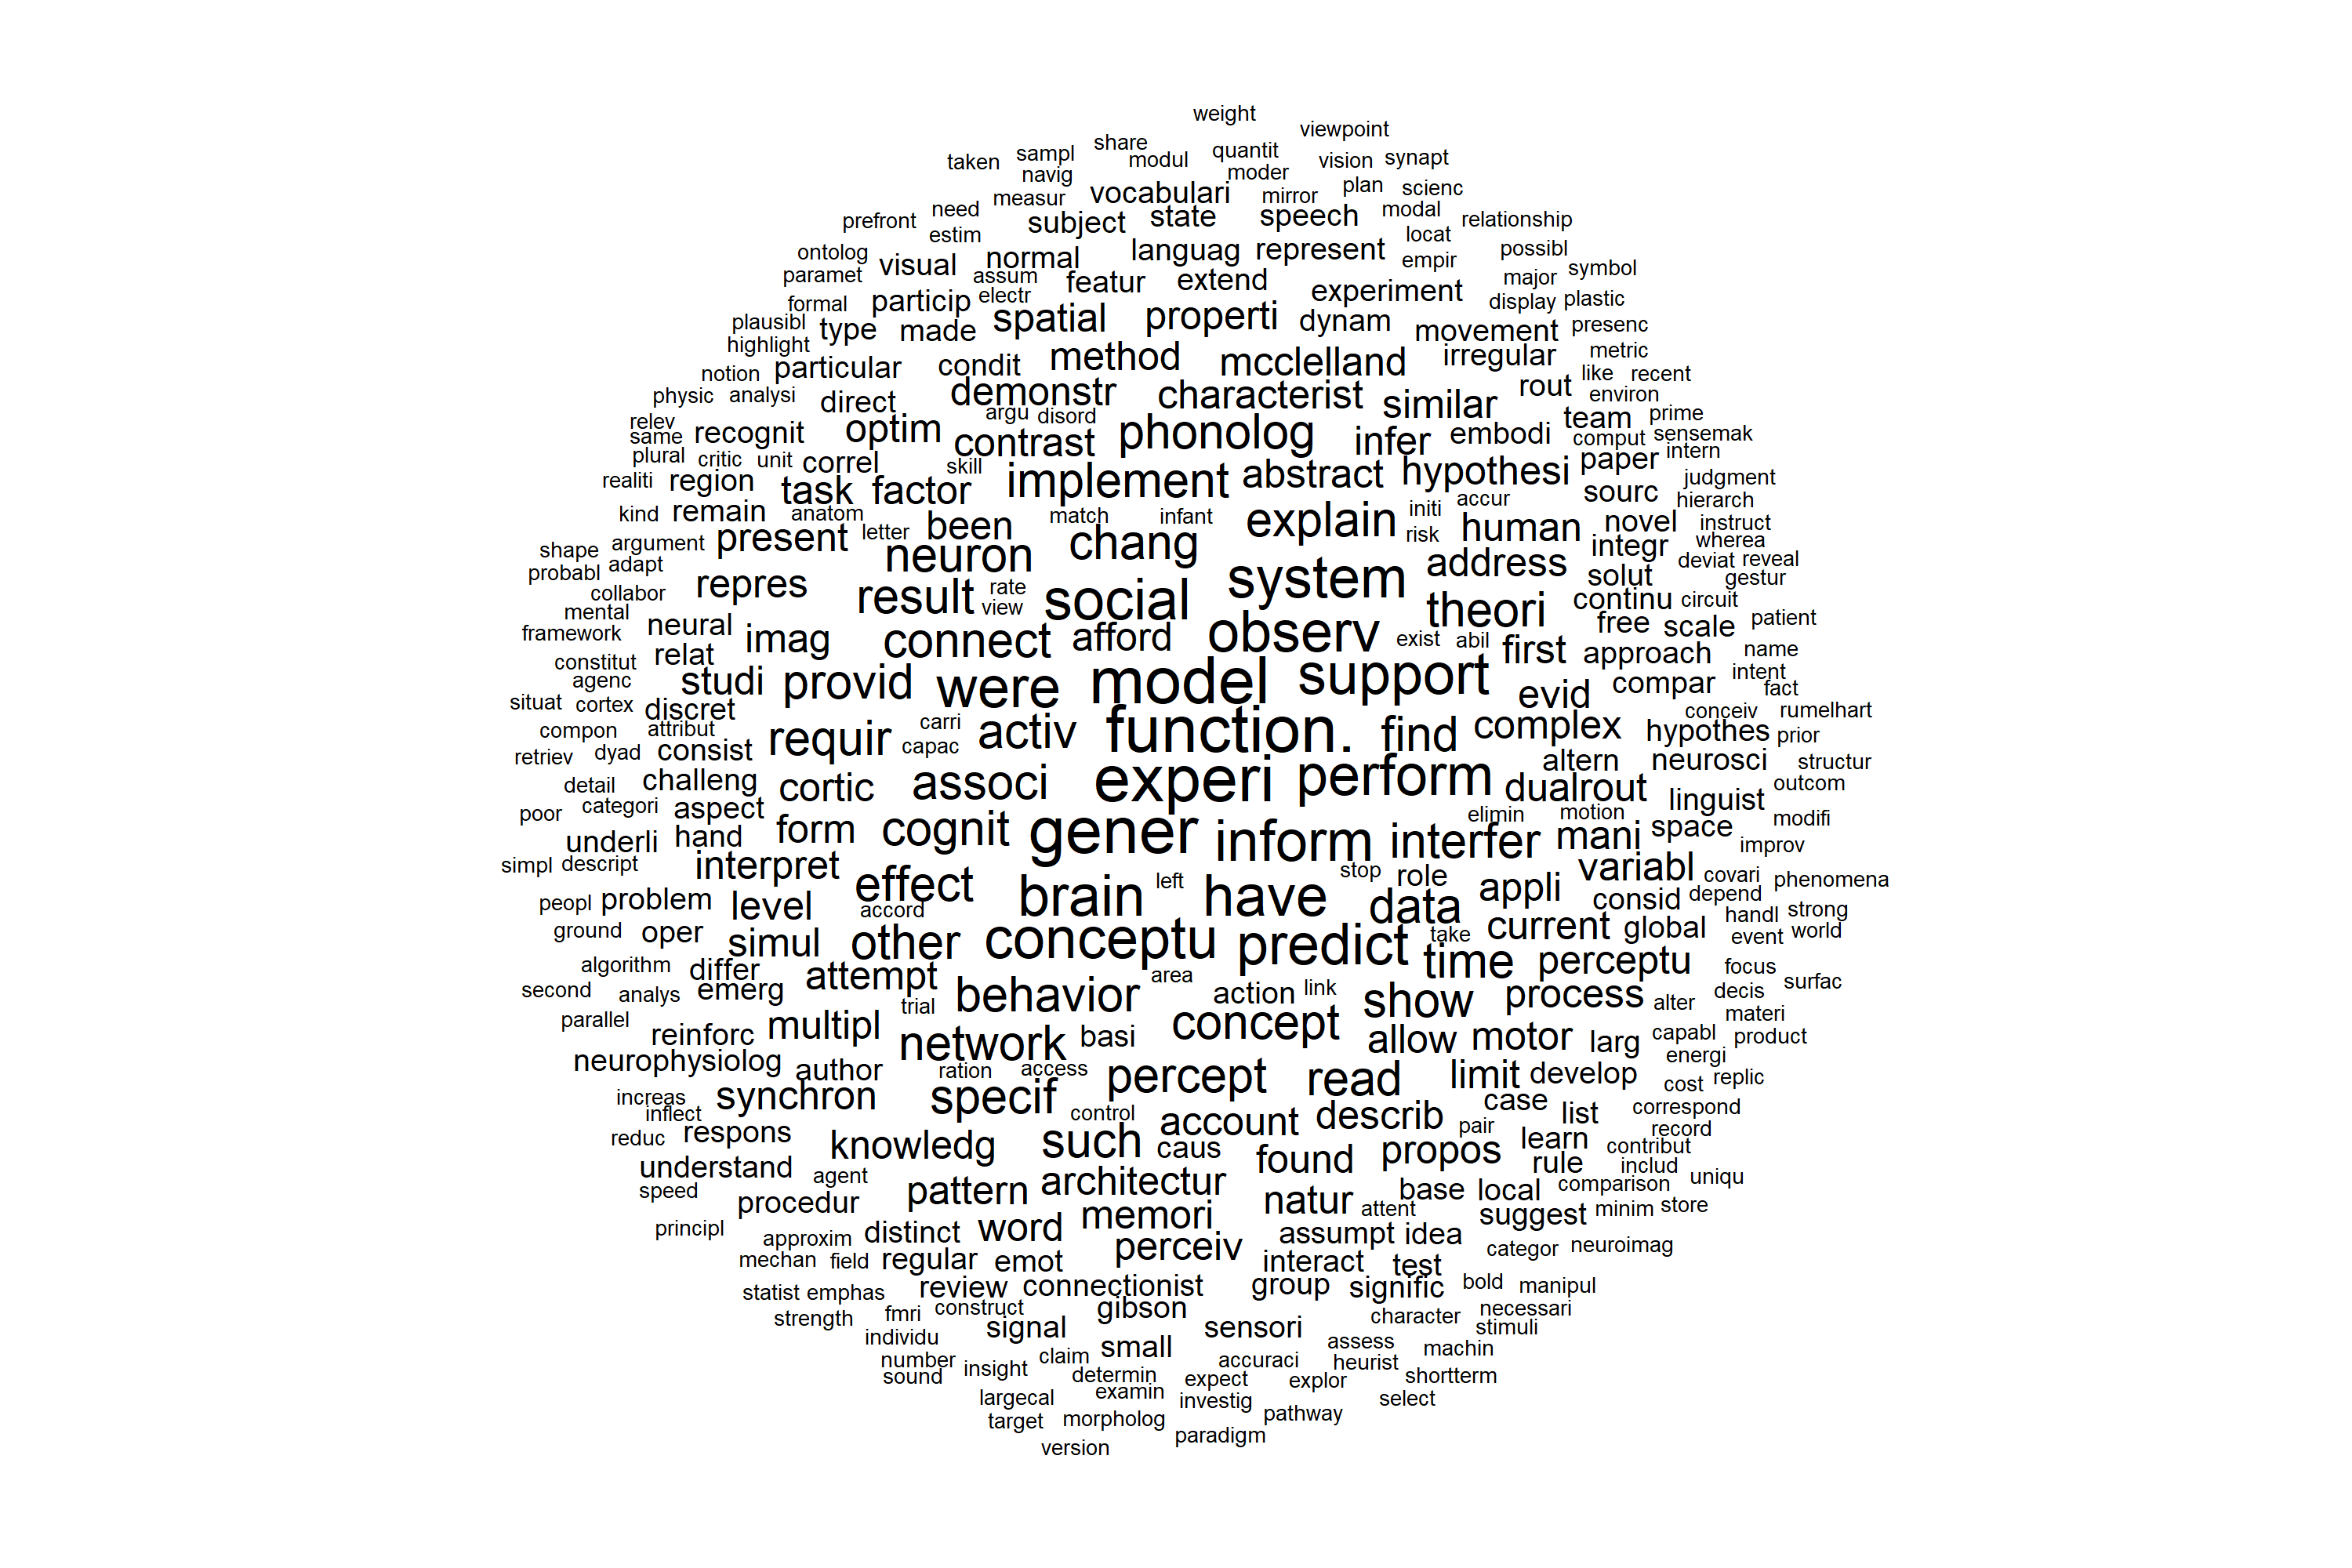 weight
viewpoint
share
taken sampl modul quantit vision synapt
navig moder
measur vocabulari mirror plan scienc
prefront need subject state speech modal relationship
estim locat
ontolog visual normal languag represent empir possibl
paramet assum featur extend major symbol
formal particip electr experiment display plastic
plausibl type made spatial properti dynam movement presenc
highlight method mcclelland irregular metric
notion particular condit like recent
physic analysi direct demonstr characterist similar rout environ
relev argu disord team prime
same recognit optim contrast phonolog infer embodi comput sensemak
plural critic unit correl skill paper intern
realiti region task factor implement abstract hypothesi sourc judgment
hierarch
kind remain anatom match infant explain initi accur novel instruct
shape argument present letter been chang risk human integr wherea
probabl adapt neuron address deviat reveal
collabor repres result rate social system solut gestur
mental view theori continu circuit
framework neural imag connect afford observ exist abil free scale patient
constitut relat first approach name
agenc studi provid were model support evid compar intent
situat cortex discret fact
compon attribut requir carri activ function. find complex conceiv rumelhart
retriev dyad consist capac hypothes prior
detail challeng cortic associ experi perform altern neurosci structur
poor categori aspect dualrout linguist outcom
underli hand form cognit gener inform interfer elimin motion mani space modifi
simpl descript interpret variabl improv
peopl problem level effect brain left have stop role appli consid covari depend phenomena
ground oper simul accord other conceptu predict data take current global handl strong
event world
algorithm differ attempt time perceptu focus
second analys emerg trial behavior area action link show process alter decis surfac
parallel reinforc multipl network basi concept allow motor larg capabl materi product
neurophysiolog author ration access percept read limit develop energi
increas synchron specif control account describ case list cost replic
inflect pair correspond
reduc respons knowledg such caus found propos learn record
understand agent architectur rule contribut includ
speed procedur pattern natur base local comparison uniqu
principl approxim distinct word memori attent suggest minim store
mechan field regular emot perceiv assumpt idea categor neuroimag
statist emphas review connectionist interact test
strength fmri construct gibson group signific bold manipul
individu signal sensori character necessari
number claim small assess stimuli
sound insight determin accuraci heurist machin
largecal examin expect explor shortterm
target morpholog investig pathway select
version paradigm